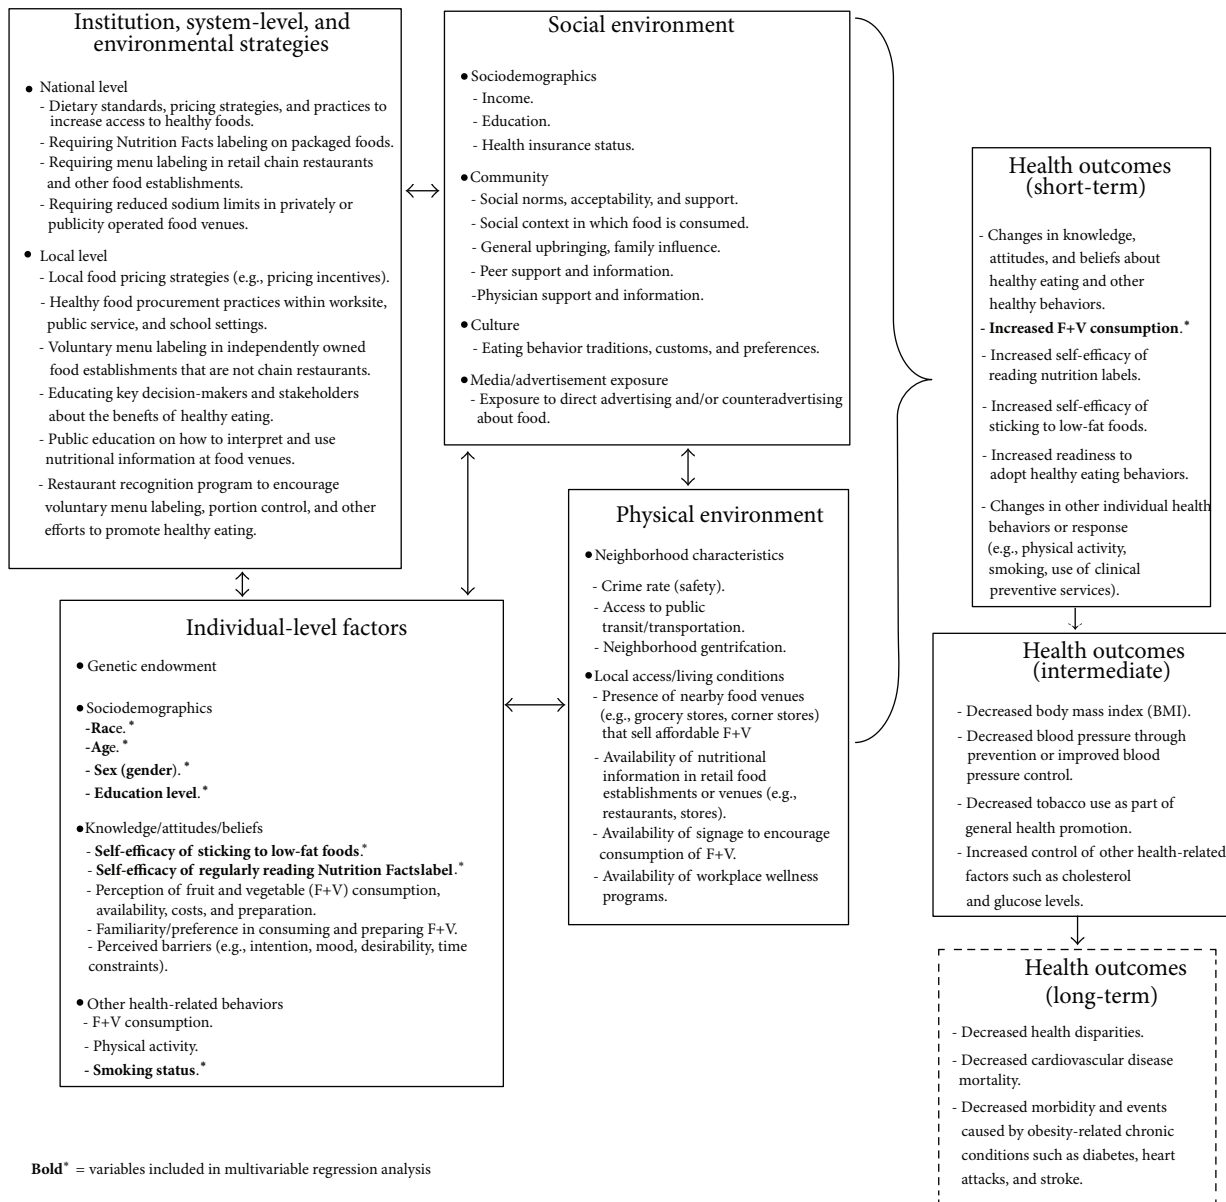 Institution, system-level, and
environmental strategies
● National level
- Dietary standards, pricing strategies, and practices to
increase access to healthy foods.
- Requiring Nutrition Facts labeling on packaged foods.
- Requiring menu labeling in retail chain restaurants
and other food establishments.
- Requiring reduced sodium limits in privately or
publicity operated food venues.
● Local level
- Local food pricing strategies (e.g., pricing incentives).
- Healthy food procurement practices within worksite,
public service, and school settings.
- Voluntary menu labeling in independently owned
food establishments that are not chain restaurants.
- Educating key decision-makers and stakeholders
about the benefits of healthy eating.
- Public education on how to interpret and use
nutritional information at food venues.
- Restaurant recognition program to encourage
voluntary menu labeling, portion control, and other
efforts to promote healthy eating.
Social environment
● Sociodemographics
- Income.
- Education.
- Health insurance status.
● Community
- Social norms, acceptability, and support.
- Social context in which food is consumed.
- General upbringing, family influence.
- Peer support and information.
-Physician support and information.
● Culture
- Eating behavior traditions, customs, and preferences.
● Media/advertisement exposure
- Exposure to direct advertising and/or counteradvertising
about food.
Individual-level factors
● Genetic endowment
● Sociodemographics
-Race.*
-Age.*
- Sex (gender).*
- Education level.*
● Knowledge/attitudes/beliefs
- Self-efficacy of sticking to low-fat foods.*
- Self-efficacy of regularly reading Nutrition Factslabel.*
- Perception of fruit and vegetable (F+V) consumption,
availability, costs, and preparation.
- Familiarity/preference in consuming and preparing F+V.
- Perceived barriers (e.g., intention, mood, desirability, time
constraints).
● Other health-related behaviors
- F+V consumption.
- Physical activity.
- Smoking status.*
Physical environment
● Neighborhood characteristics
- Crime rate (safety).
- Access to public
transit/transportation.
- Neighborhood gentrifcation.
● Local access/living conditions
- Presence of nearby food venues
(e.g., grocery stores, corner stores)
that sell affordable F+V
- Availability of nutritional
information in retail food
establishments or venues (e.g.,
restaurants, stores).
- Availability of signage to encourage
consumption of F+V.
- Availability of workplace wellness
programs.
Health outcomes
(short-term)
- Changes in knowledge,
attitudes, and beliefs about
healthy eating and other
healthy behaviors.
- Increased F+V consumption.*
- Increased self-efficacy of
reading nutrition labels.
- Increased self-efficacy of
sticking to low-fat foods.
- Increased readiness to
adopt healthy eating behaviors.
- Changes in other individual health
behaviors or response
(e.g., physical activity,
smoking, use of clinical
preventive services).
Health outcomes
(intermediate)
- Decreased body mass index (BMI).
- Decreased blood pressure through
prevention or improved blood
pressure control.
- Decreased tobacco use as part of
general health promotion.
- Increased control of other health-related
factors such as cholesterol
and glucose levels.
Health outcomes
(long-term)
- Decreased health disparities.
- Decreased cardiovascular disease
mortality.
- Decreased morbidity and events
caused by obesity-related chronic
conditions such as diabetes, heart
attacks, and stroke.
Bold* = variables included in multivariable regression analysis